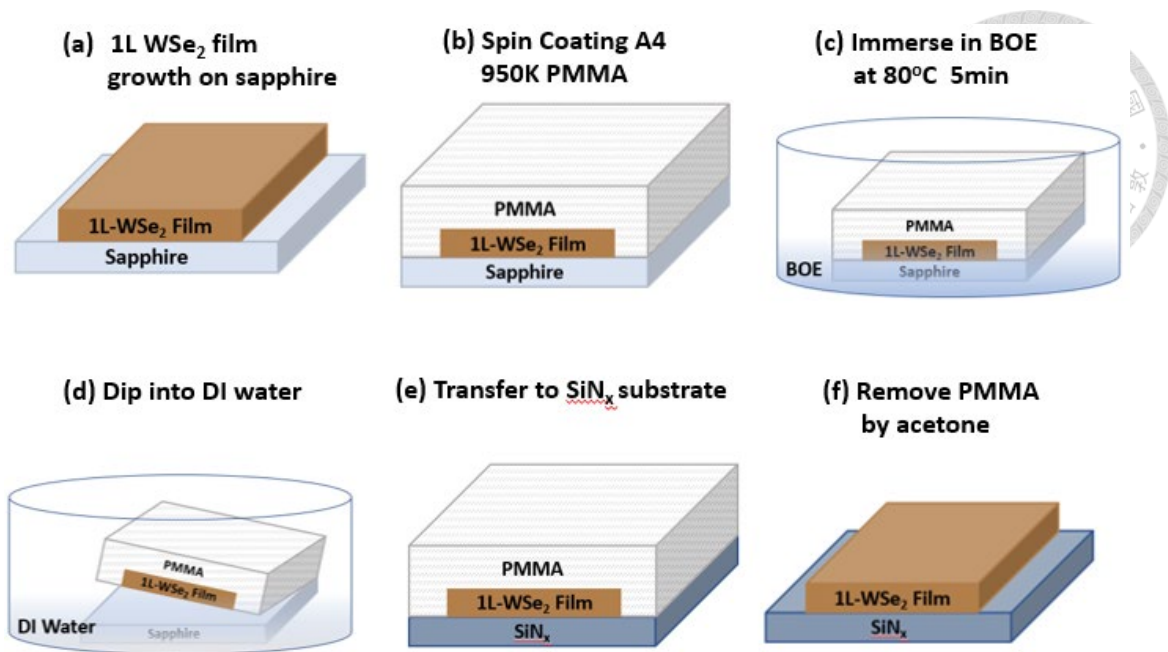 (a) 1L WSe₂ film
growth on sapphire
1L-WSe₂ Film
Sapphire
(b) Spin Coating A4
950K PMMA
PMMA
1L-WSe₂ Film
Sapphire
(c) Immerse in BOE
at 80°C 5min
PMMA
1L-WSe₂ Film
BOE
Sapphire
(d) Dip into DI water
PMMA
1L-WSe₂ Film
DI Water
Sapphire
(e) Transfer to SiNₓ substrate
PMMA
1L-WSe₂ Film
SiNₓ
(f) Remove PMMA
by acetone
1L-WSe₂ Film
SiNₓ